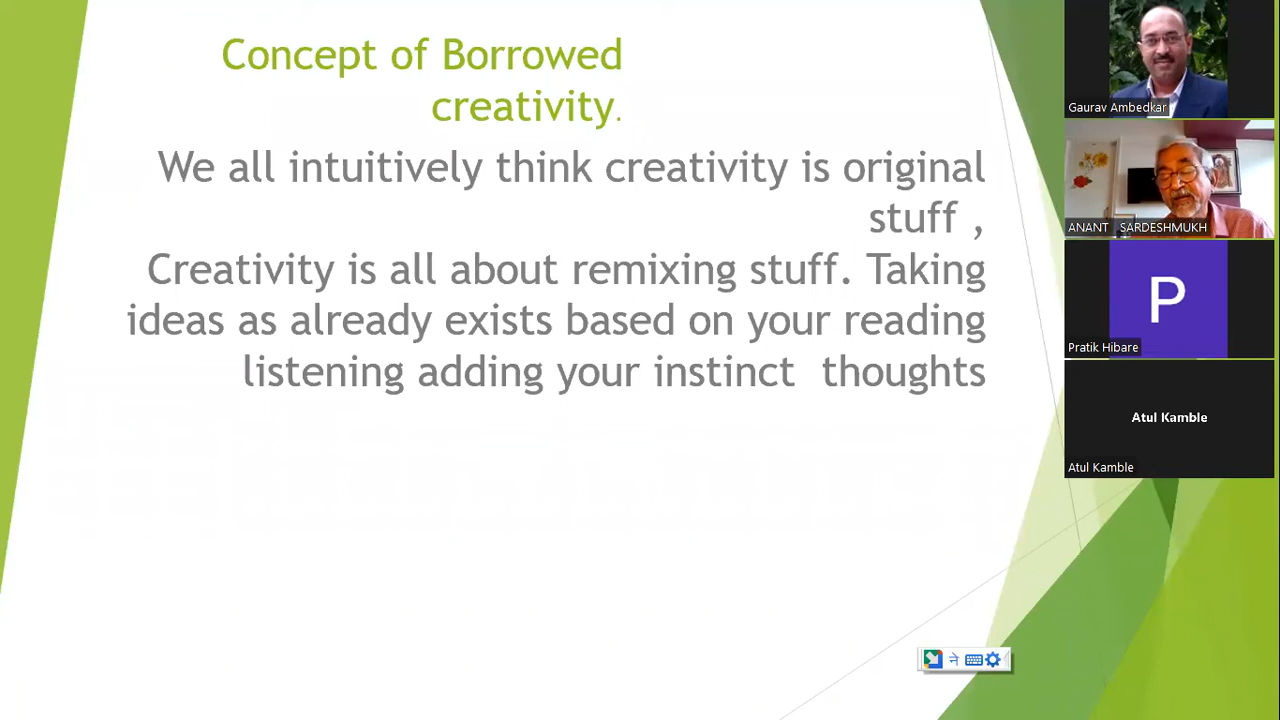 Concept of Borrowed
creativity.
We all intuitively think creativity is original
stuff ,
Creativity is all about remixing stuff. Taking
ideas as already exists based on your reading
listening adding your instinct  thoughts
Gaurav Ambedkar
ANANT SARDESHMUKH
P
Pratik Hibare
Atul Kamble
Atul Kamble
ने